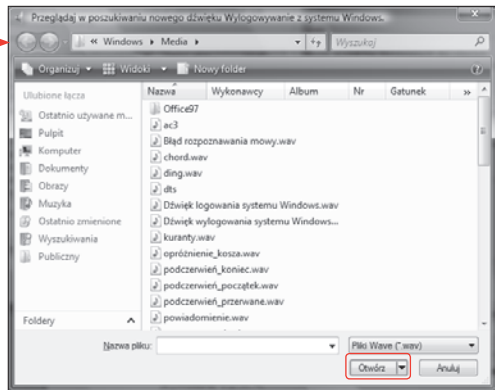 Przeglądaj w poszukiwaniu nowego dźwięku Wylogowywanie z systemu Windows.
« Windows ▸ Media ▸ Wyszukaj
Organizuj Widoki Nowy folder
Ulubione łącza
Ostatnio używane m...
Pulpit
Komputer
Dokumenty
Obrazy
Muzyka
Ostatnio zmienione
Wyszukiwania
Publiczny
Foldery
Nazwa Wykonawcy Album Nr Gatunek »
Office97
ac3
Błąd rozpoznawania mowy.wav
chord.wav
ding.wav
dts
Dźwięk logowania systemu Windows.wav
Dźwięk wylogowania systemu Windows...
kuranty.wav
opróżnienie_kosza.wav
podczerwień_koniec.wav
podczerwień_początek.wav
podczerwień_przerwane.wav
powiadomienie.wav
Nazwa pliku: Pliki Wave (*.wav)
Otwórz Anuluj